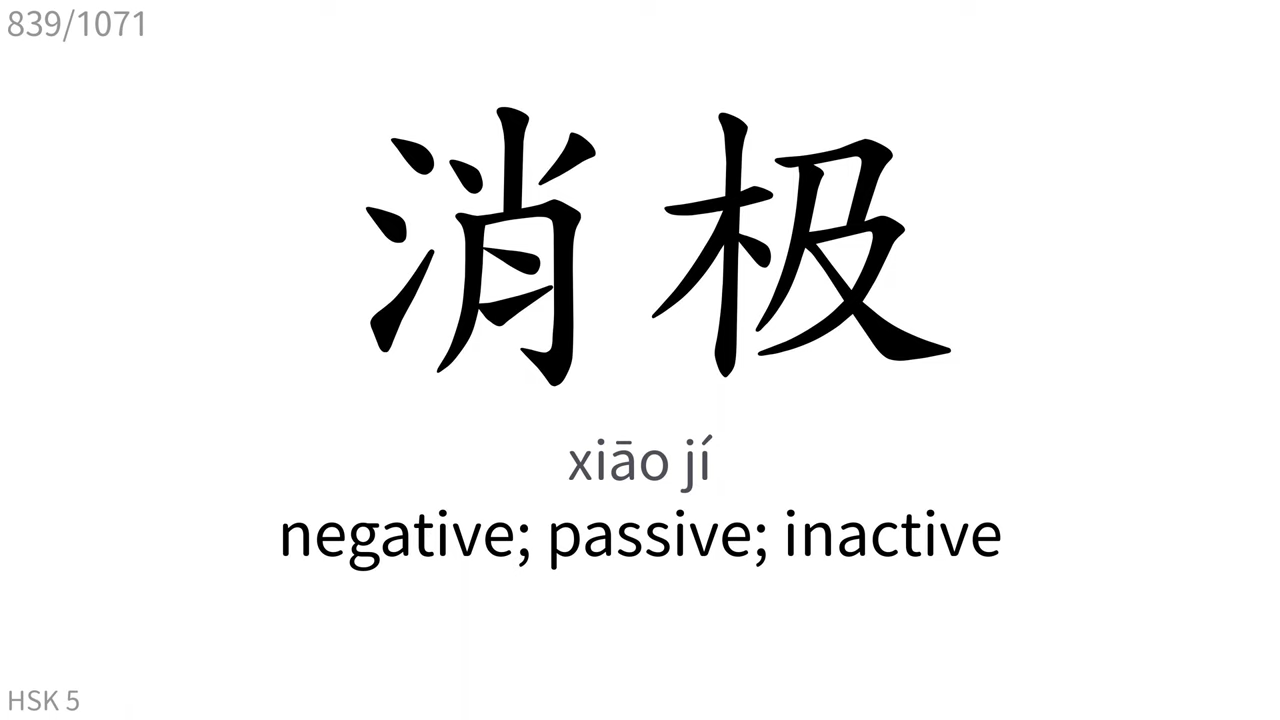 839/1071
消极
xiāo jí
negative; passive; inactive
HSK 5